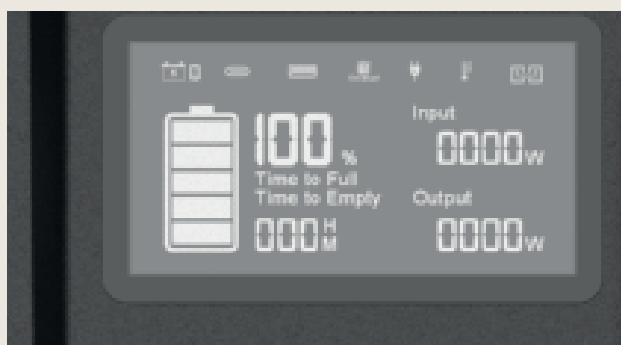 100%
Time to Full
Time to Empty
000 H M
Input
0000W
Output
0000W